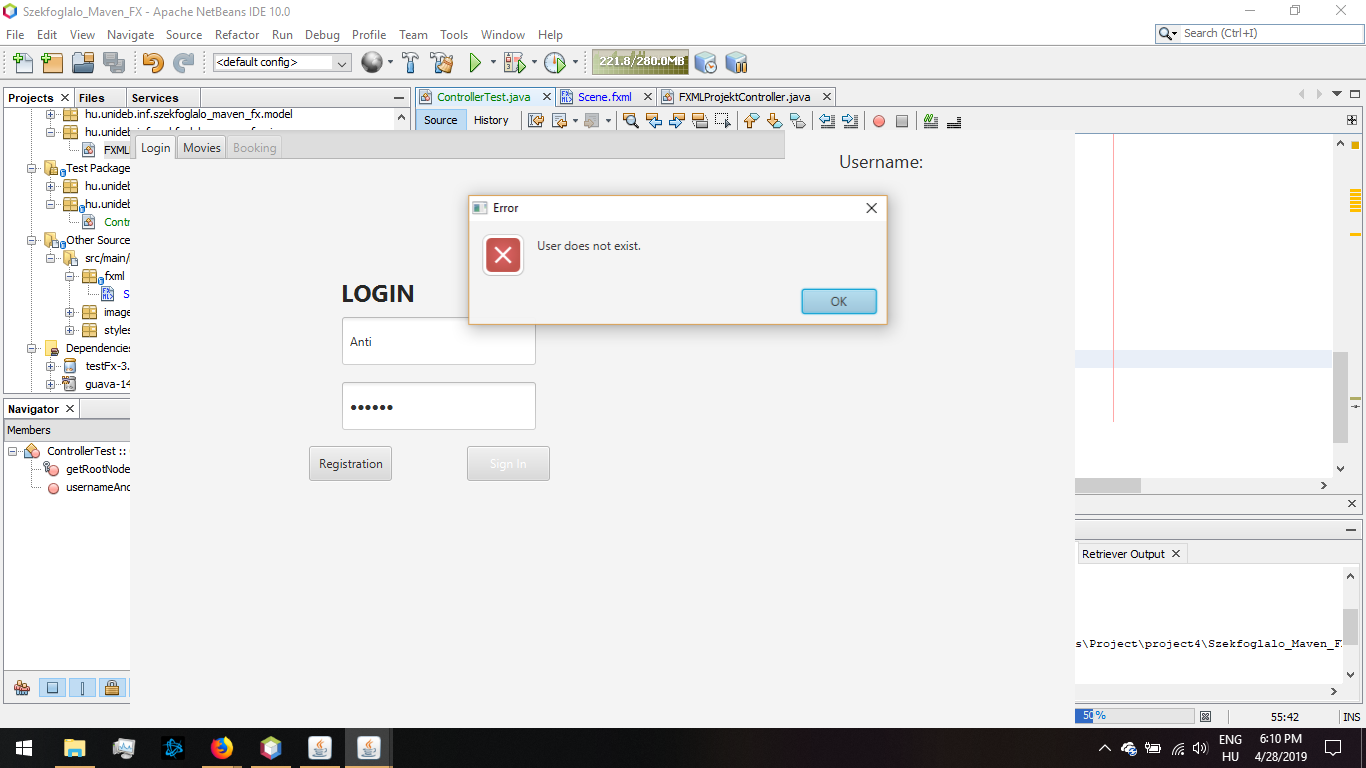 Szekfoglalo_Maven_FX - Apache NetBeans IDE 10.0
File Edit View Navigate Source Refactor Run Debug Profile Team Tools Window Help
Search (Ctrl+I)
<default config>
221.8/280.0MB
Projects Files Services
ControllerTest.java Scene.fxml FXMLProjektController.java
Source History
hu.unideb.inf.szekfoglalo_maven_fx.model
FXML
Test Package
hu.unideb
hu.unideb
Contr
Other Source
src/main/
fxml
S
image
styles
Dependencies
testFx-3.
guava-14
Login Movies Booking
Username:
Error
User does not exist.
OK
LOGIN
Anti
••••••
Registration Sign In
Navigator
Members
ControllerTest ::
getRootNode
usernameAnd
Retriever Output
s\Project\project4\Szekfoglalo_Maven_F
50%
55:42
INS
ENG
HU
6:10 PM
4/28/2019